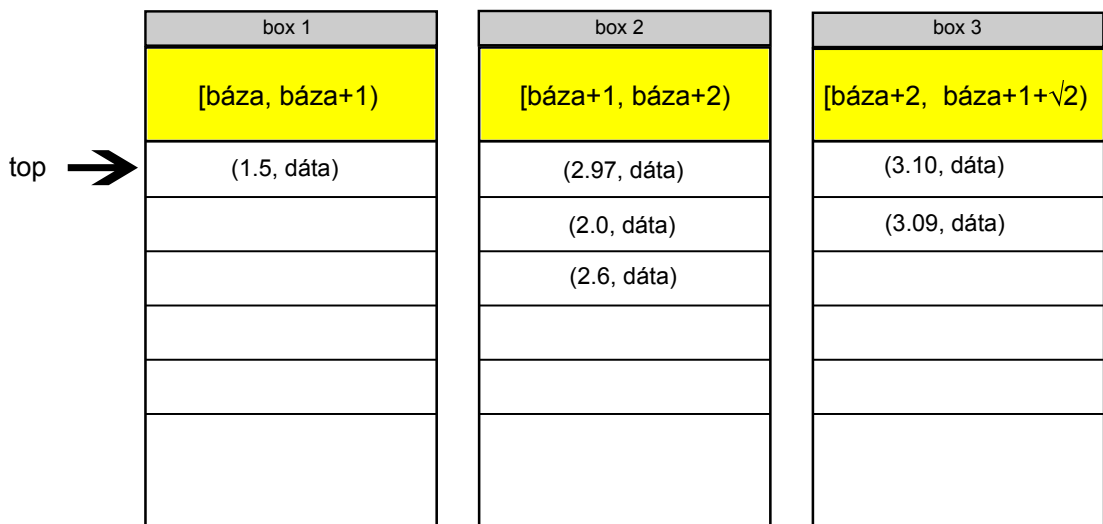 box 1
box 2
box 3
[báza, báza+1)
[báza+1, báza+2)
[báza+2, báza+1+√2)
top
(1.5, dáta)
(2.97, dáta)
(3.10, dáta)
(2.0, dáta)
(3.09, dáta)
(2.6, dáta)